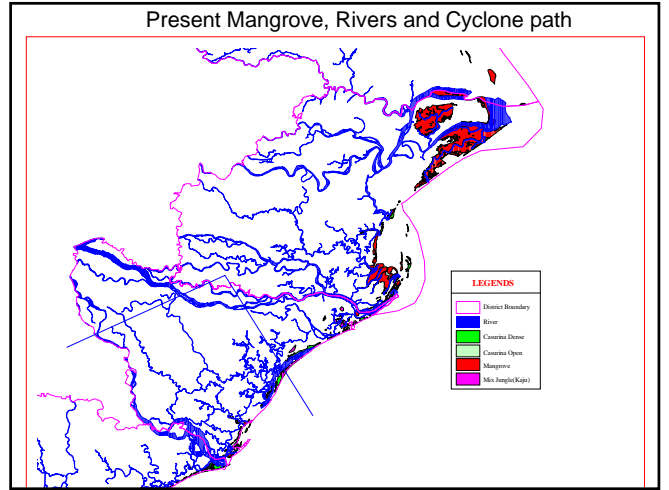 Present Mangrove, Rivers and Cyclone path
LEGENDS
District Boundary
River
Casurina Dense
Casurina Open
Mangrove
Mix Jungle(Kaju)